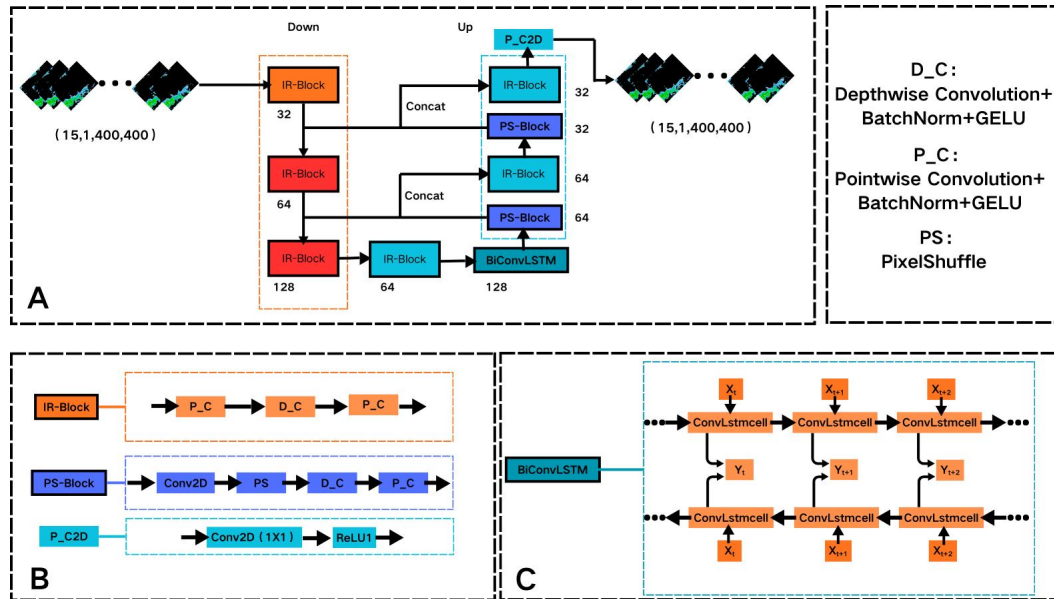 Down
Up
P_C2D
IR-Block
IR-Block
32
32
Concat
(15,1,400,400)
(15,1,400,400)
PS-Block
32
IR-Block
IR-Block
64
64
Concat
PS-Block
64
IR-Block
IR-Block
BiConvLSTM
128
64
128
A
D_C:
Depthwise Convolution+
BatchNorm+GELU
P_C:
Pointwise Convolution+
BatchNorm+GELU
PS:
PixelShuffle
IR-Block
P_C
D_C
P_C
PS-Block
Conv2D
PS
D_C
P_C
P_C2D
Conv2D (1X1)
ReLU1
B
BiConvLSTM
Xt
Xt+1
Xt+2
ConvLstmcell
ConvLstmcell
ConvLstmcell
Yt
Yt+1
Yt+2
ConvLstmcell
ConvLstmcell
ConvLstmcell
Xt
Xt+1
Xt+2
C